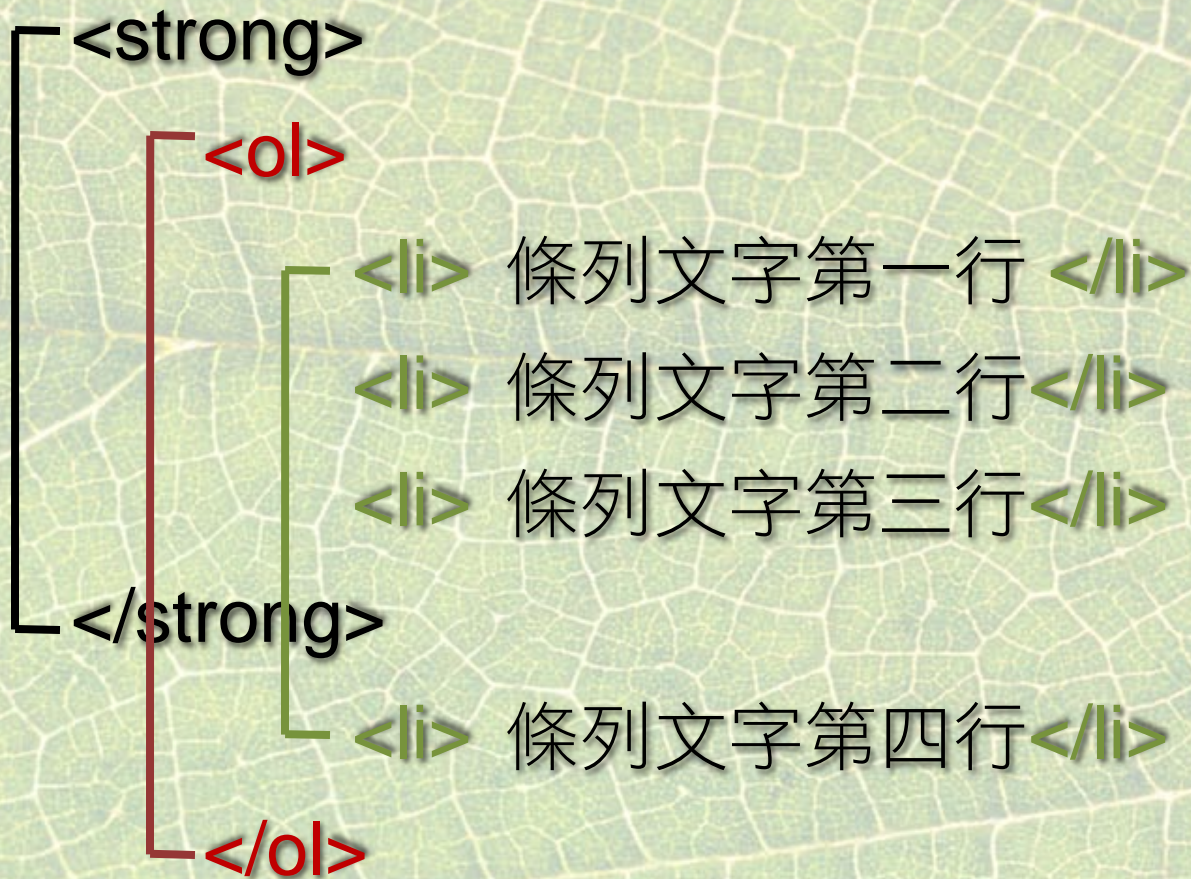 <strong>
<ol>
<li> 條列文字第一行 </li>
<li> 條列文字第二行</li>
<li> 條列文字第三行</li>
</strong>
<li> 條列文字第四行</li>
</ol>